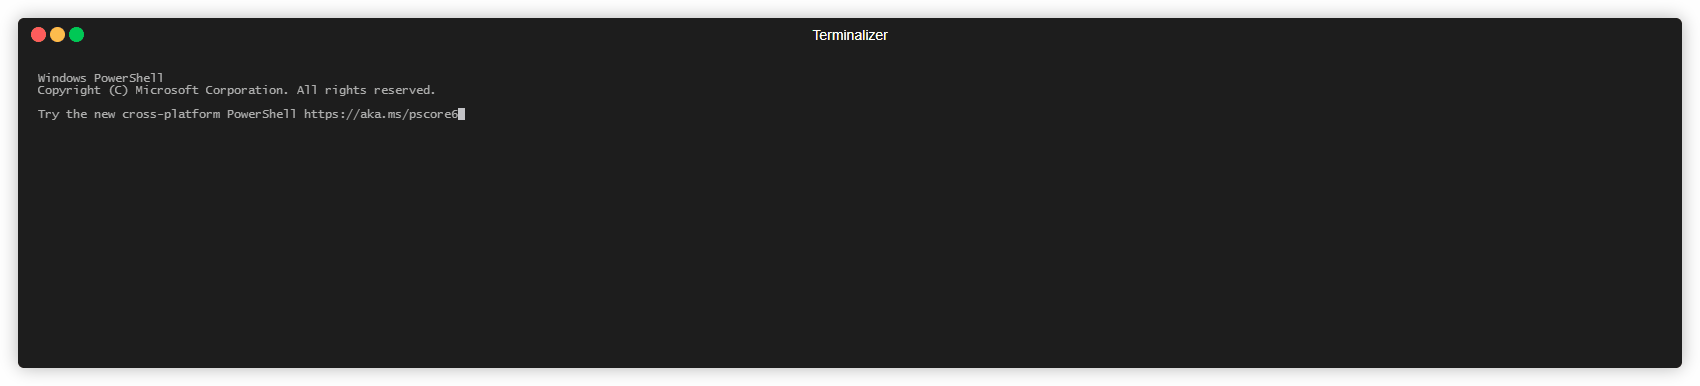 Terminalizer
Windows PowerShell
Copyright (C) Microsoft Corporation. All rights reserved.
Try the new cross-platform PowerShell https://aka.ms/pscore6